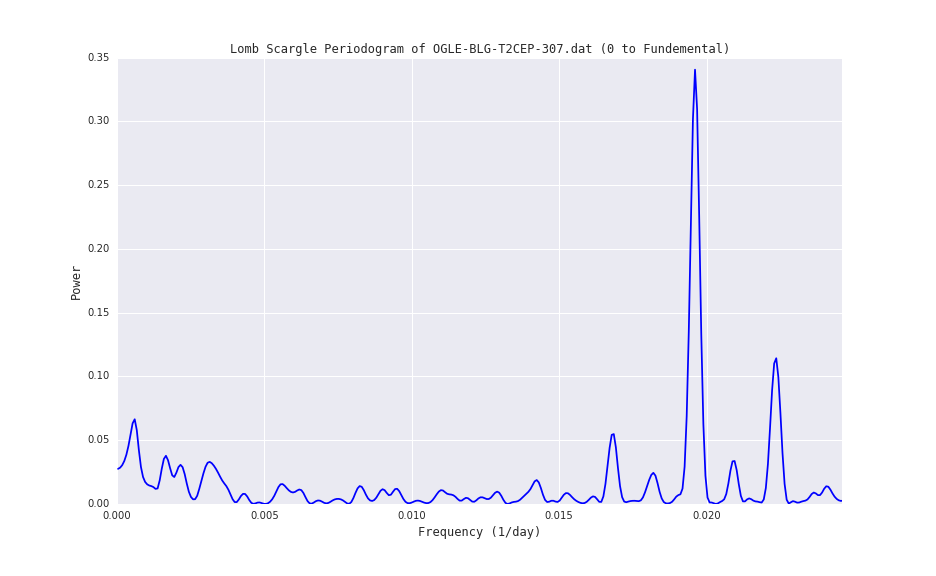 Lomb Scargle Periodogram of OGLE-BLG-T2CEP-307.dat (0 to Fundemental)
0.35
0.30
0.25
0.20
0.15
0.10
0.05
0.00
Power
0.000 0.005 0.010 0.015 0.020
Frequency (1/day)